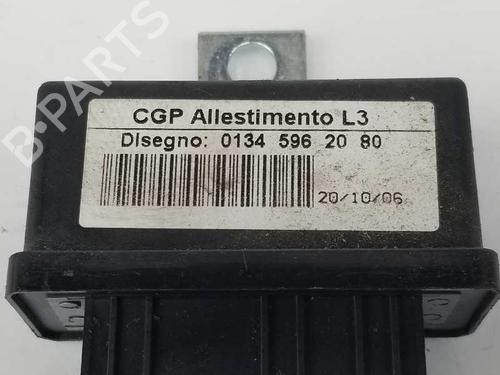 B-PARTS
CGP Allestimento L3
Disegno: 0134 596 20 80
20/10/06